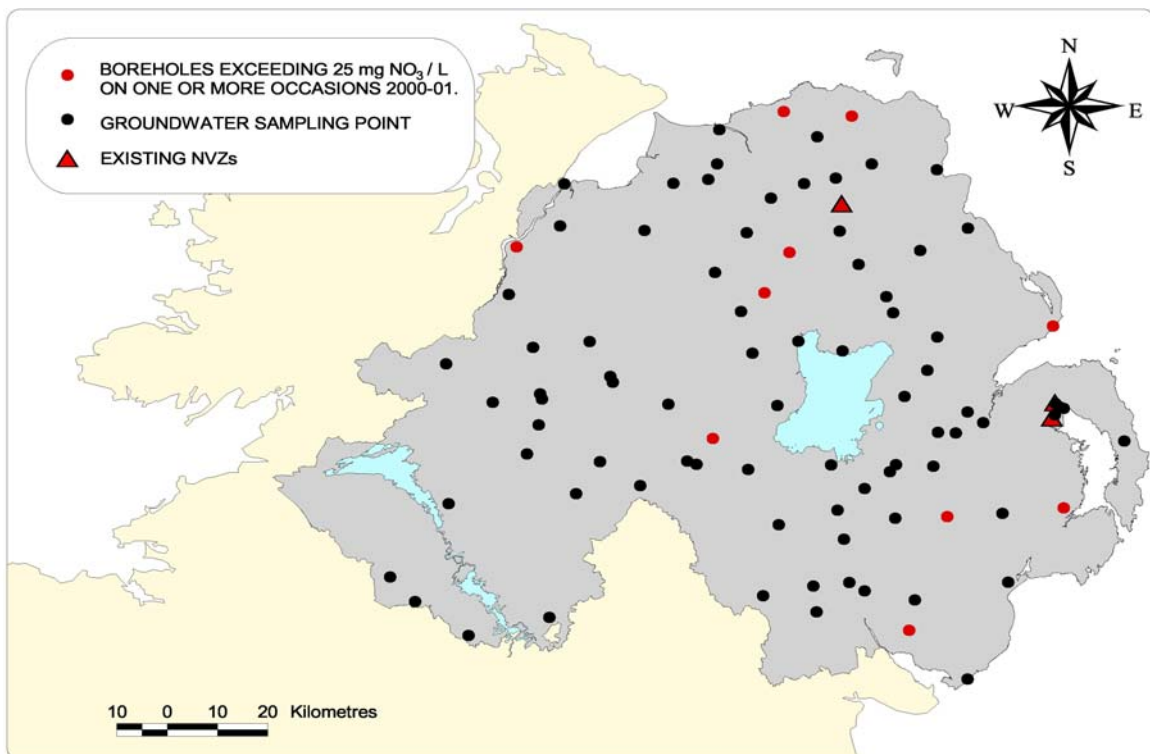 BOREHOLES EXCEEDING 25 mg NO₃ / L
ON ONE OR MORE OCCASIONS 2000-01.
GROUNDWATER SAMPLING POINT
EXISTING NVZs
N
W E
S
10 0 10 20 Kilometres